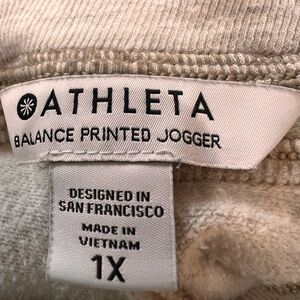 ATHLETA
BALANCE PRINTED JOGGER
DESIGNED IN
SAN FRANCISCO
MADE IN
VIETNAM
1X